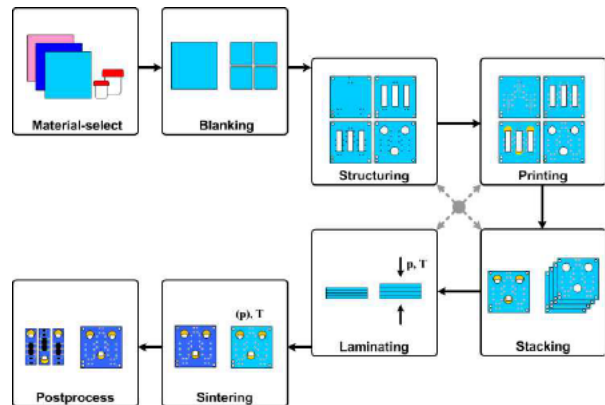 Material-select
Blanking
Structuring
Printing
p, T
(p), T
Postprocess
Sintering
Laminating
Stacking